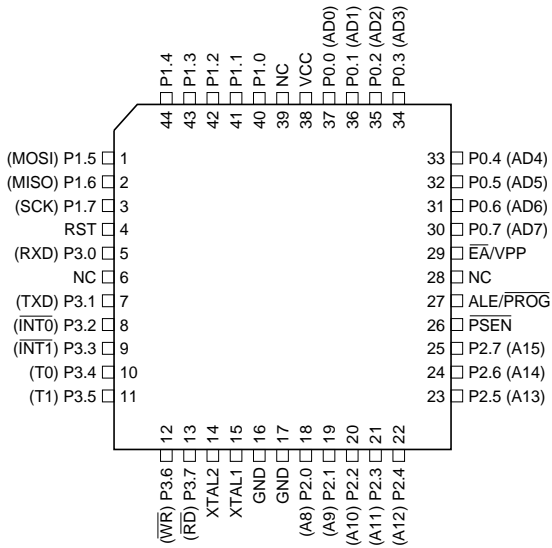 44 P1.4
43 P1.3
42 P1.2
41 P1.1
40 P1.0
39 NC
38 VCC
37 P0.0 (AD0)
36 P0.1 (AD1)
35 P0.2 (AD2)
34 P0.3 (AD3)
(MOSI) P1.5 1
(MISO) P1.6 2
(SCK) P1.7 3
RST 4
(RXD) P3.0 5
NC 6
(TXD) P3.1 7
(INT0) P3.2 8
(INT1) P3.3 9
(T0) P3.4 10
(T1) P3.5 11
33 P0.4 (AD4)
32 P0.5 (AD5)
31 P0.6 (AD6)
30 P0.7 (AD7)
29 EA/VPP
28 NC
27 ALE/PROG
26 PSEN
25 P2.7 (A15)
24 P2.6 (A14)
23 P2.5 (A13)
(WR) P3.6 12
(RD) P3.7 13
XTAL2 14
XTAL1 15
GND 16
GND 17
(A8) P2.0 18
(A9) P2.1 19
(A10) P2.2 20
(A11) P2.3 21
(A12) P2.4 22